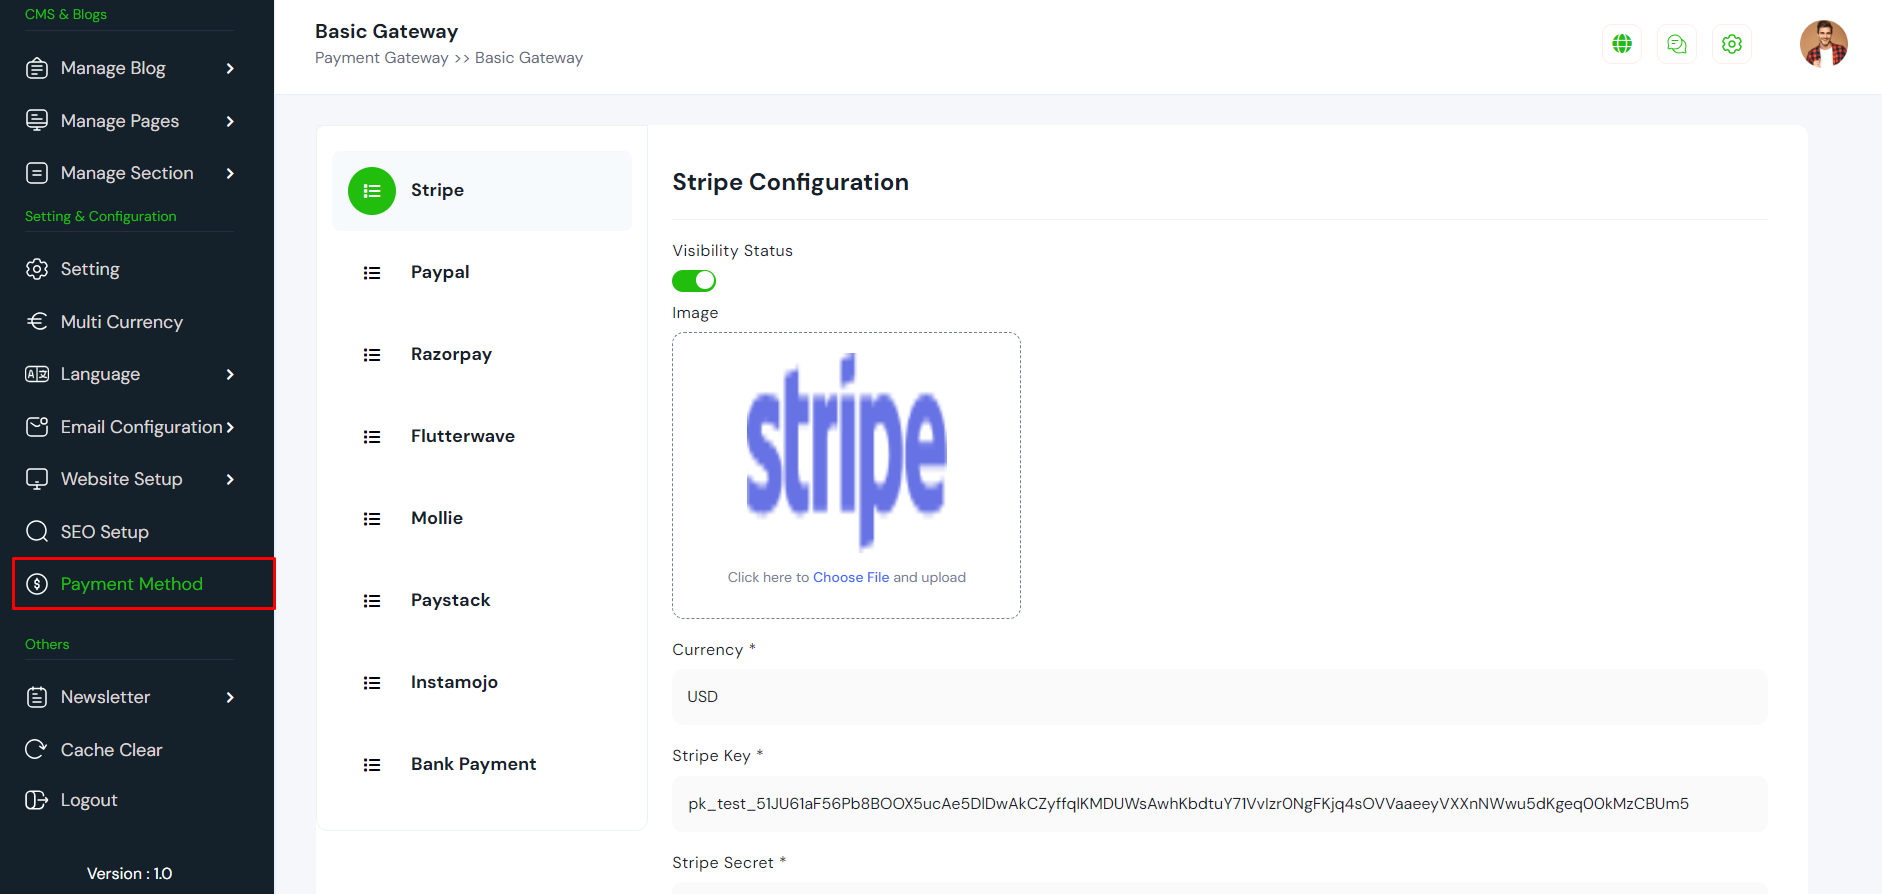 CMS & Blogs
Manage Blog
Manage Pages
Manage Section
Setting & Configuration
Setting
Multi Currency
Language
Email Configuration
Website Setup
SEO Setup
Payment Method
Others
Newsletter
Cache Clear
Logout
Version : 1.0
Basic Gateway
Payment Gateway >> Basic Gateway
Stripe
Paypal
Razorpay
Flutterwave
Mollie
Paystack
Instamojo
Bank Payment
Stripe Configuration
Visibility Status
Image
stripe
Click here to Choose File and upload
Currency *
USD
Stripe Key *
Stripe Secret *